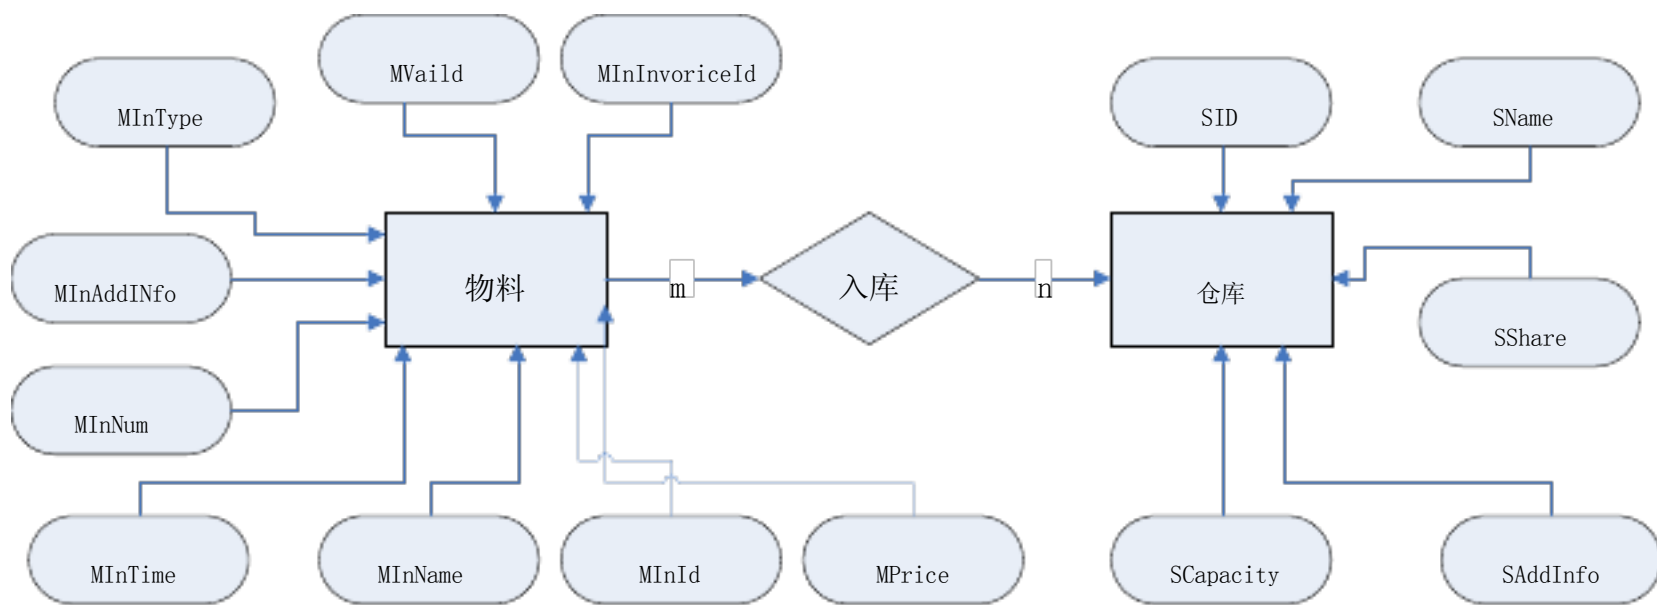 MVaild
MInInvoriceId
MInType
SID
SName
MInAddINfo
物料
m
入库
n
仓库
SShare
MInNum
MInTime
MInName
MInId
MPrice
SCapacity
SAddInfo